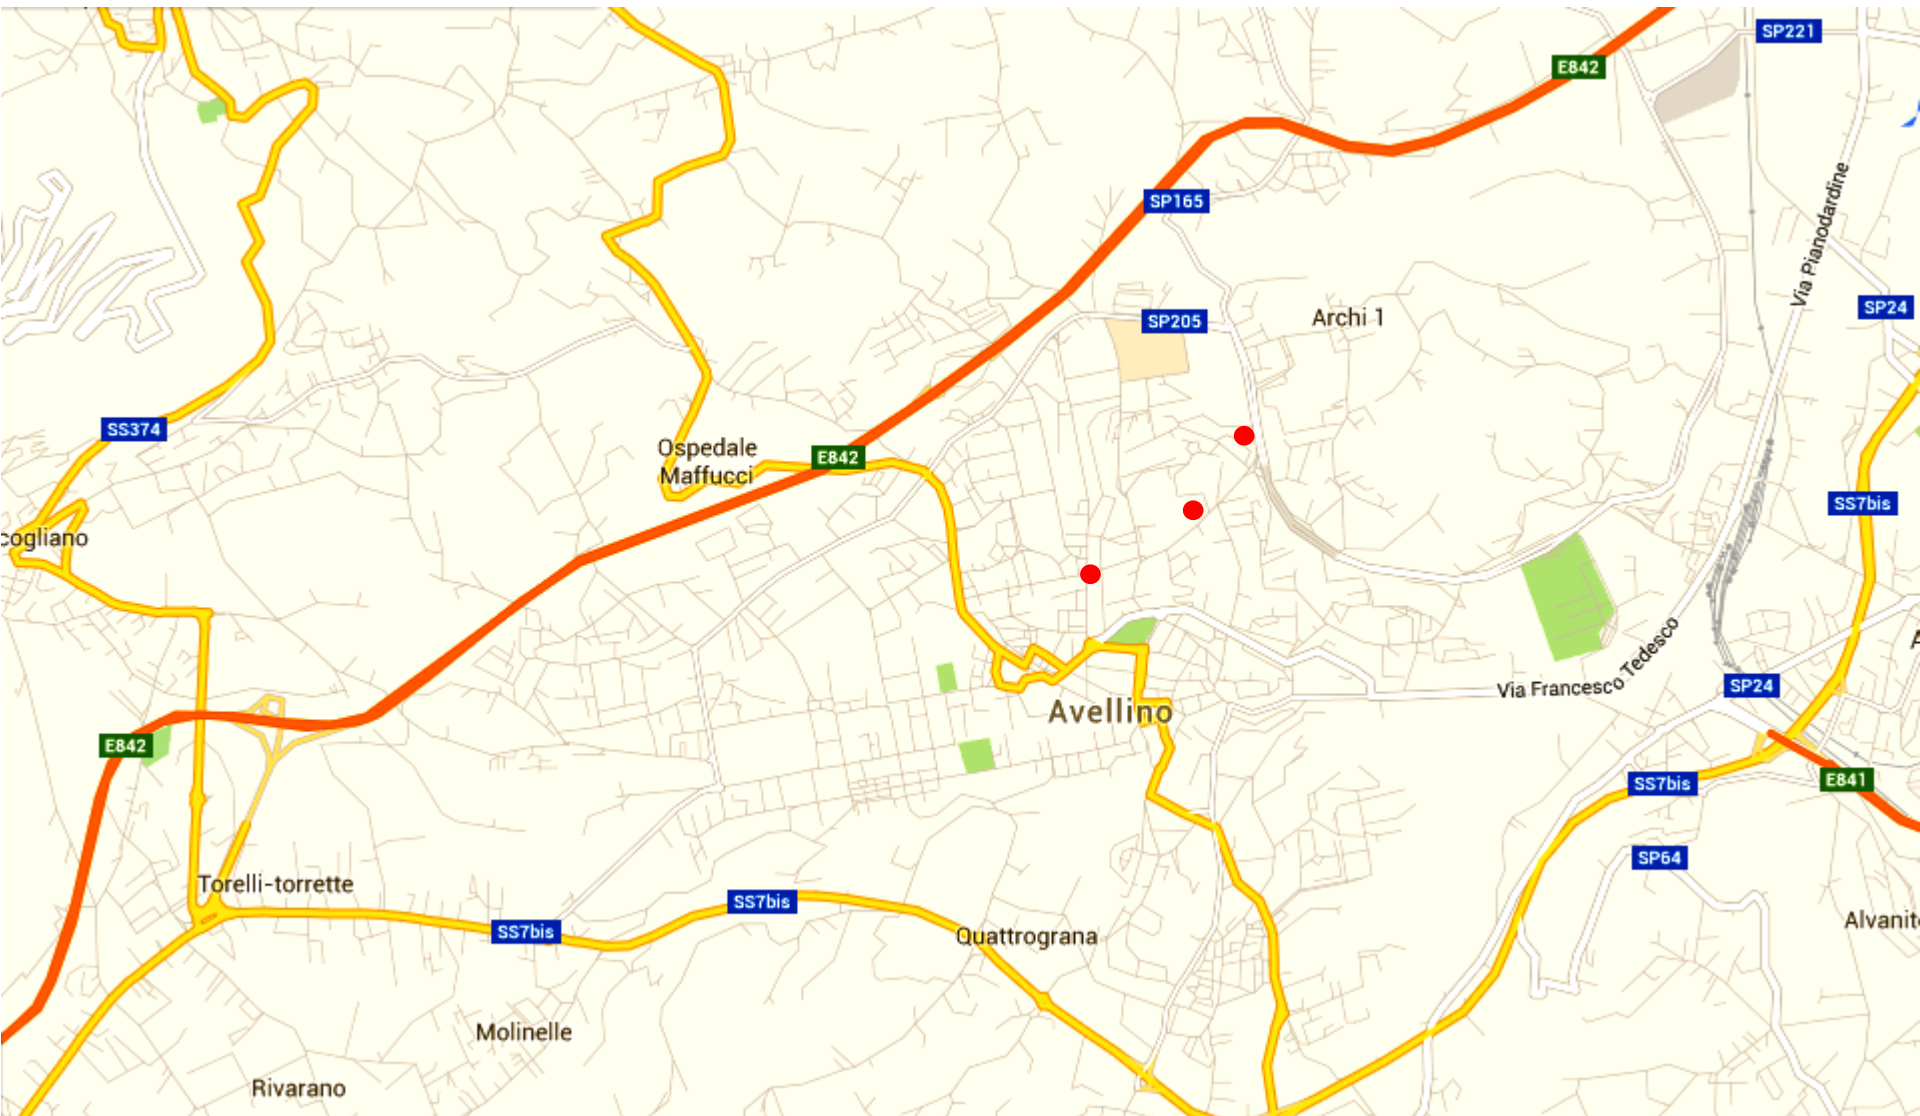 SP221
E842
SP165
Via Pianodardine
SP24
SP205
Archi 1
SS374
Ospedale
Maffucci
E842
SS7bis
cogliano
Via Francesco Tedesco
SP24
Avellino
E842
SS7bis
E841
SP64
Torelli-torrette
SS7bis
SS7bis
Quattrograna
Alvanit
Molinelle
Rivarano